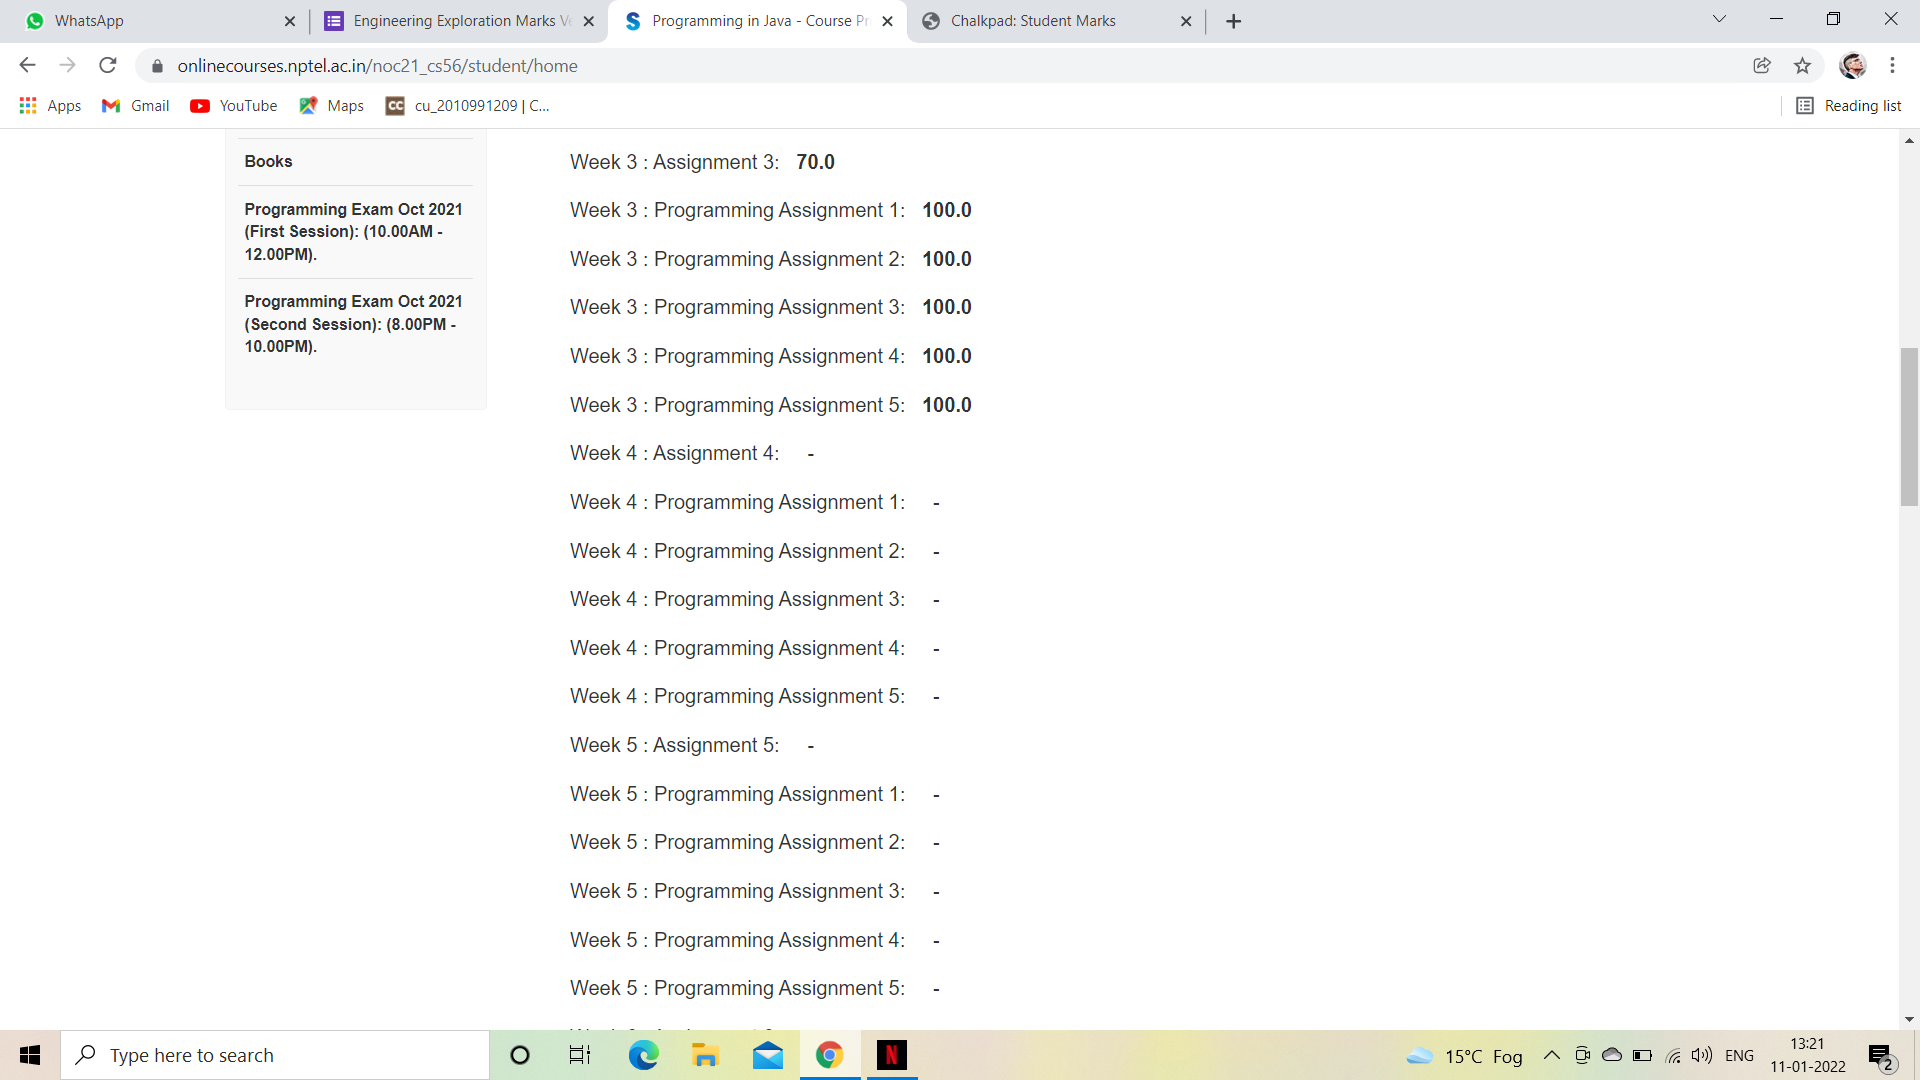 WhatsApp
Engineering Exploration Marks Ve
Programming in Java - Course Pr
Chalkpad: Student Marks
onlinecourses.nptel.ac.in/noc21_cs56/student/home
Apps
Gmail
YouTube
Maps
CC cu_2010991209 | C...
Reading list
Books
Programming Exam Oct 2021
(First Session): (10.00AM -
12.00PM).
Programming Exam Oct 2021
(Second Session): (8.00PM -
10.00PM).
Week 3 : Assignment 3: 70.0
Week 3 : Programming Assignment 1: 100.0
Week 3 : Programming Assignment 2: 100.0
Week 3 : Programming Assignment 3: 100.0
Week 3 : Programming Assignment 4: 100.0
Week 3 : Programming Assignment 5: 100.0
Week 4 : Assignment 4: -
Week 4 : Programming Assignment 1: -
Week 4 : Programming Assignment 2: -
Week 4 : Programming Assignment 3: -
Week 4 : Programming Assignment 4: -
Week 4 : Programming Assignment 5: -
Week 5 : Assignment 5: -
Week 5 : Programming Assignment 1: -
Week 5 : Programming Assignment 2: -
Week 5 : Programming Assignment 3: -
Week 5 : Programming Assignment 4: -
Week 5 : Programming Assignment 5: -
Type here to search
N
15°C Fog
ENG
13:21
11-01-2022
2